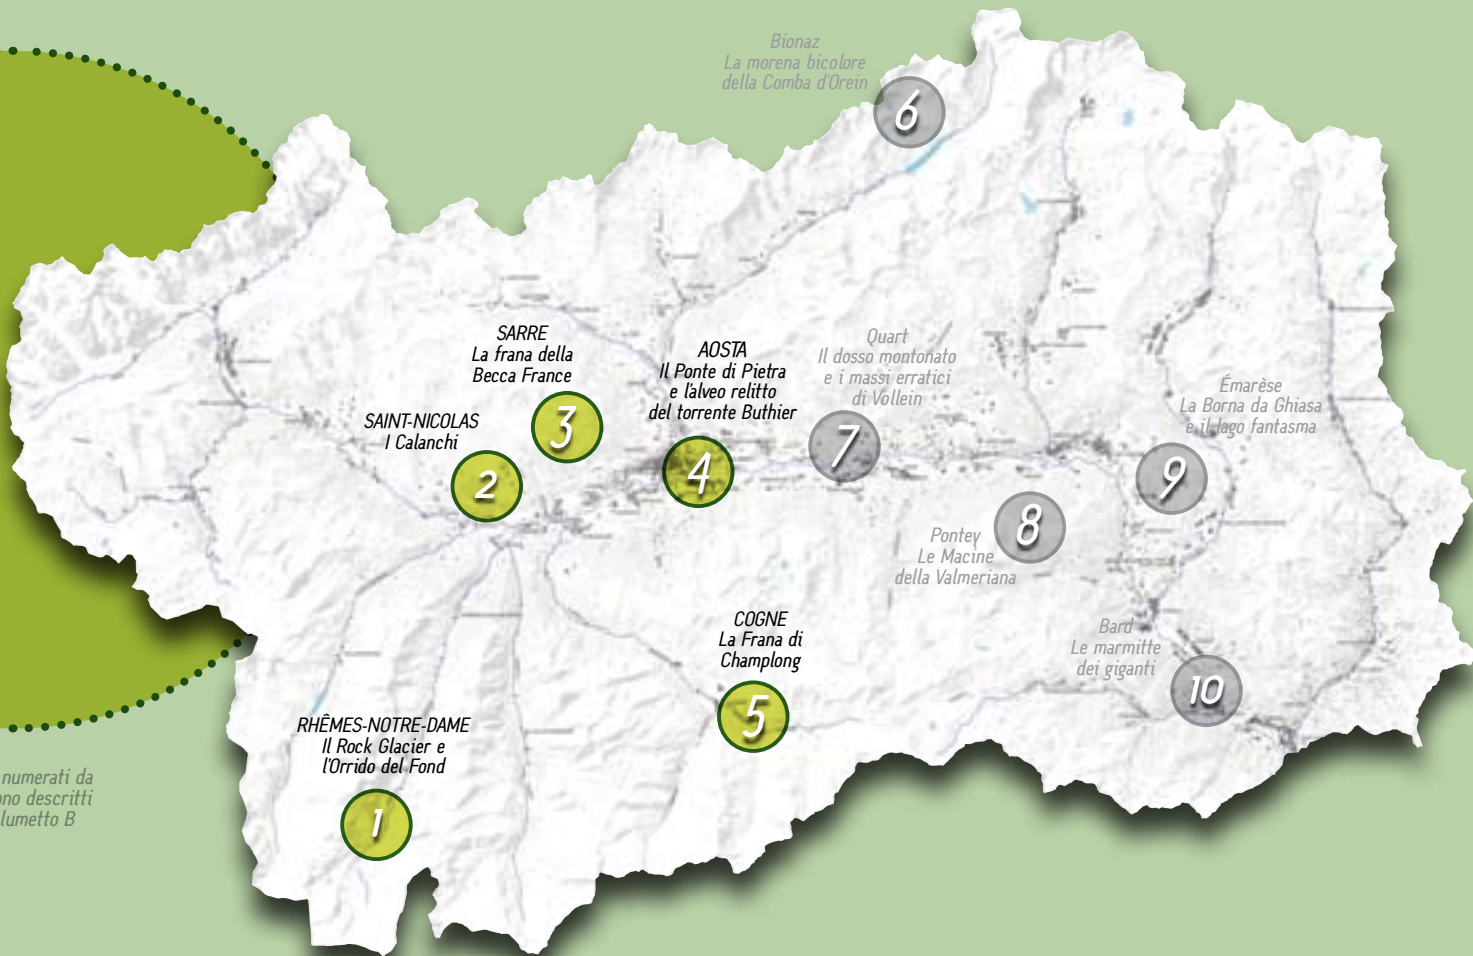 Bionaz
La morena bicolore
della Comba d'Orein
6
SARRE
La frana della
Becca France
3
AOSTA
Il Ponte di Pietra
e l'alveo relitto
del torrente Buthier
4
Quart
Il dosso montonato
e i massi erratici
di Vollein
7
Émarèse
La Borna da Ghiasa
e il lago fantasma
9
SAINT-NICOLAS
I Calanchi
2
Pontey
Le Macine
della Valmeriana
8
COGNE
La Frana di
Champlong
5
Bard
Le marmitte
dei giganti
10
RHÊMES-NOTRE-DAME
Il Rock Glacier e
l'Orrido del Fond
1
numerati da
ono descritti
lumetto B